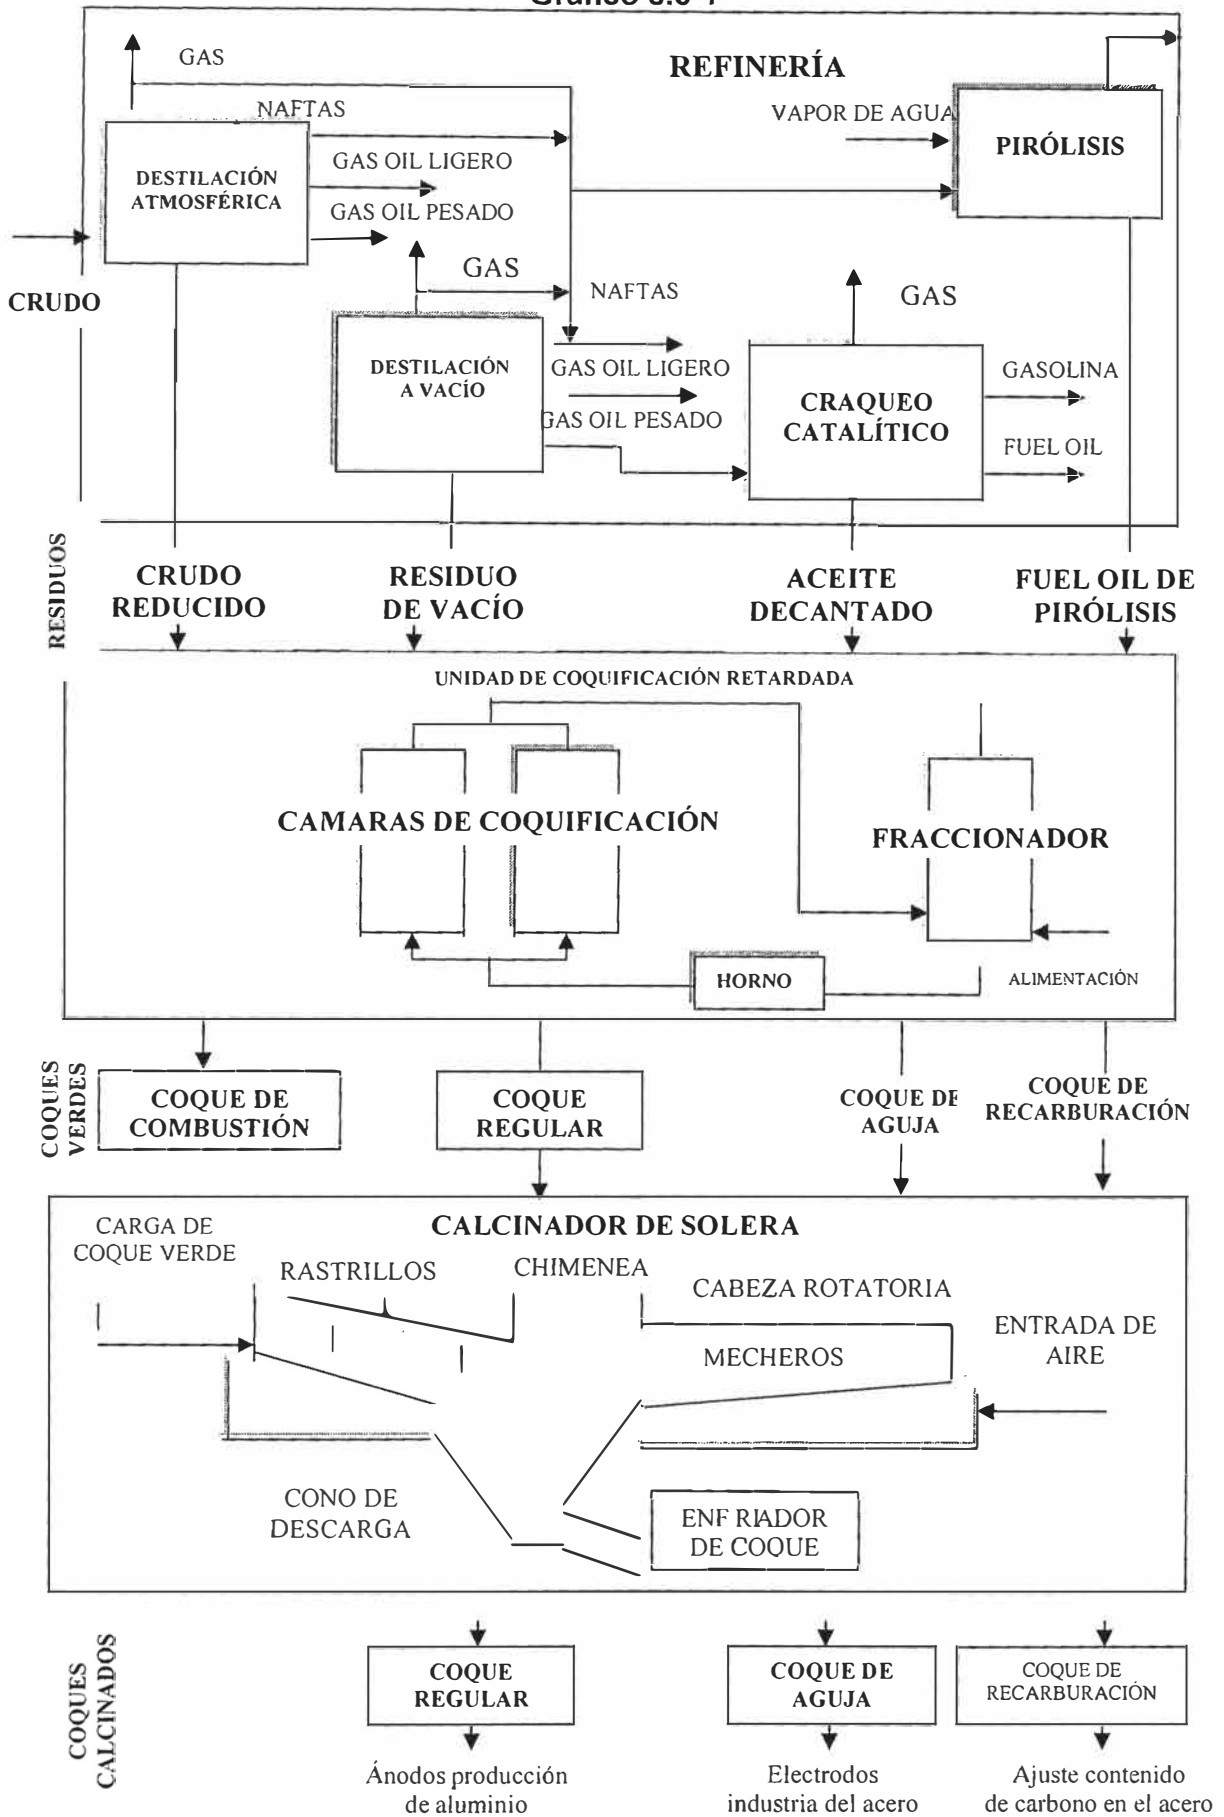 REFINERÍA
GAS
NAFTAS
VAPOR DE AGUA
PIRÓLISIS
DESTILACIÓN
ATMOSFÉRICA
GAS OIL LIGERO
GAS OIL PESADO
CRUDO
GAS
NAFTAS
GAS
DESTILACIÓN
A VACÍO
GAS OIL LIGERO
GAS OIL PESADO
CRAQUEO
CATALÍTICO
GASOLINA
FUEL OIL
RESIDUOS
CRUDO
REDUCIDO
RESIDUO
DE VACÍO
ACEITE
DECANTADO
FUEL OIL DE
PIRÓLISIS
UNIDAD DE COQUIFICACIÓN RETARDADA
CAMARAS DE COQUIFICACIÓN
FRACCIONADOR
HORNO
ALIMENTACIÓN
COQUES
VERDES
COQUE DE
COMBUSTIÓN
COQUE
REGULAR
COQUE DE
AGUJA
COQUE DE
RECARBURACIÓN
CALCINADOR DE SOLERA
CARGA DE
COQUE VERDE
RASTRILLOS
CHIMENEA
CABEZA ROTATORIA
MECHEROS
ENTRADA DE
AIRE
CONO DE
DESCARGA
ENF RIADOR
DE COQUE
COQUES
CALCINADOS
COQUE
REGULAR
COQUE DE
AGUJA
COQUE DE
RECARBURACIÓN
Ánodos producción
de aluminio
Electrodos
industria del acero
Ajuste contenido
de carbono en el acero